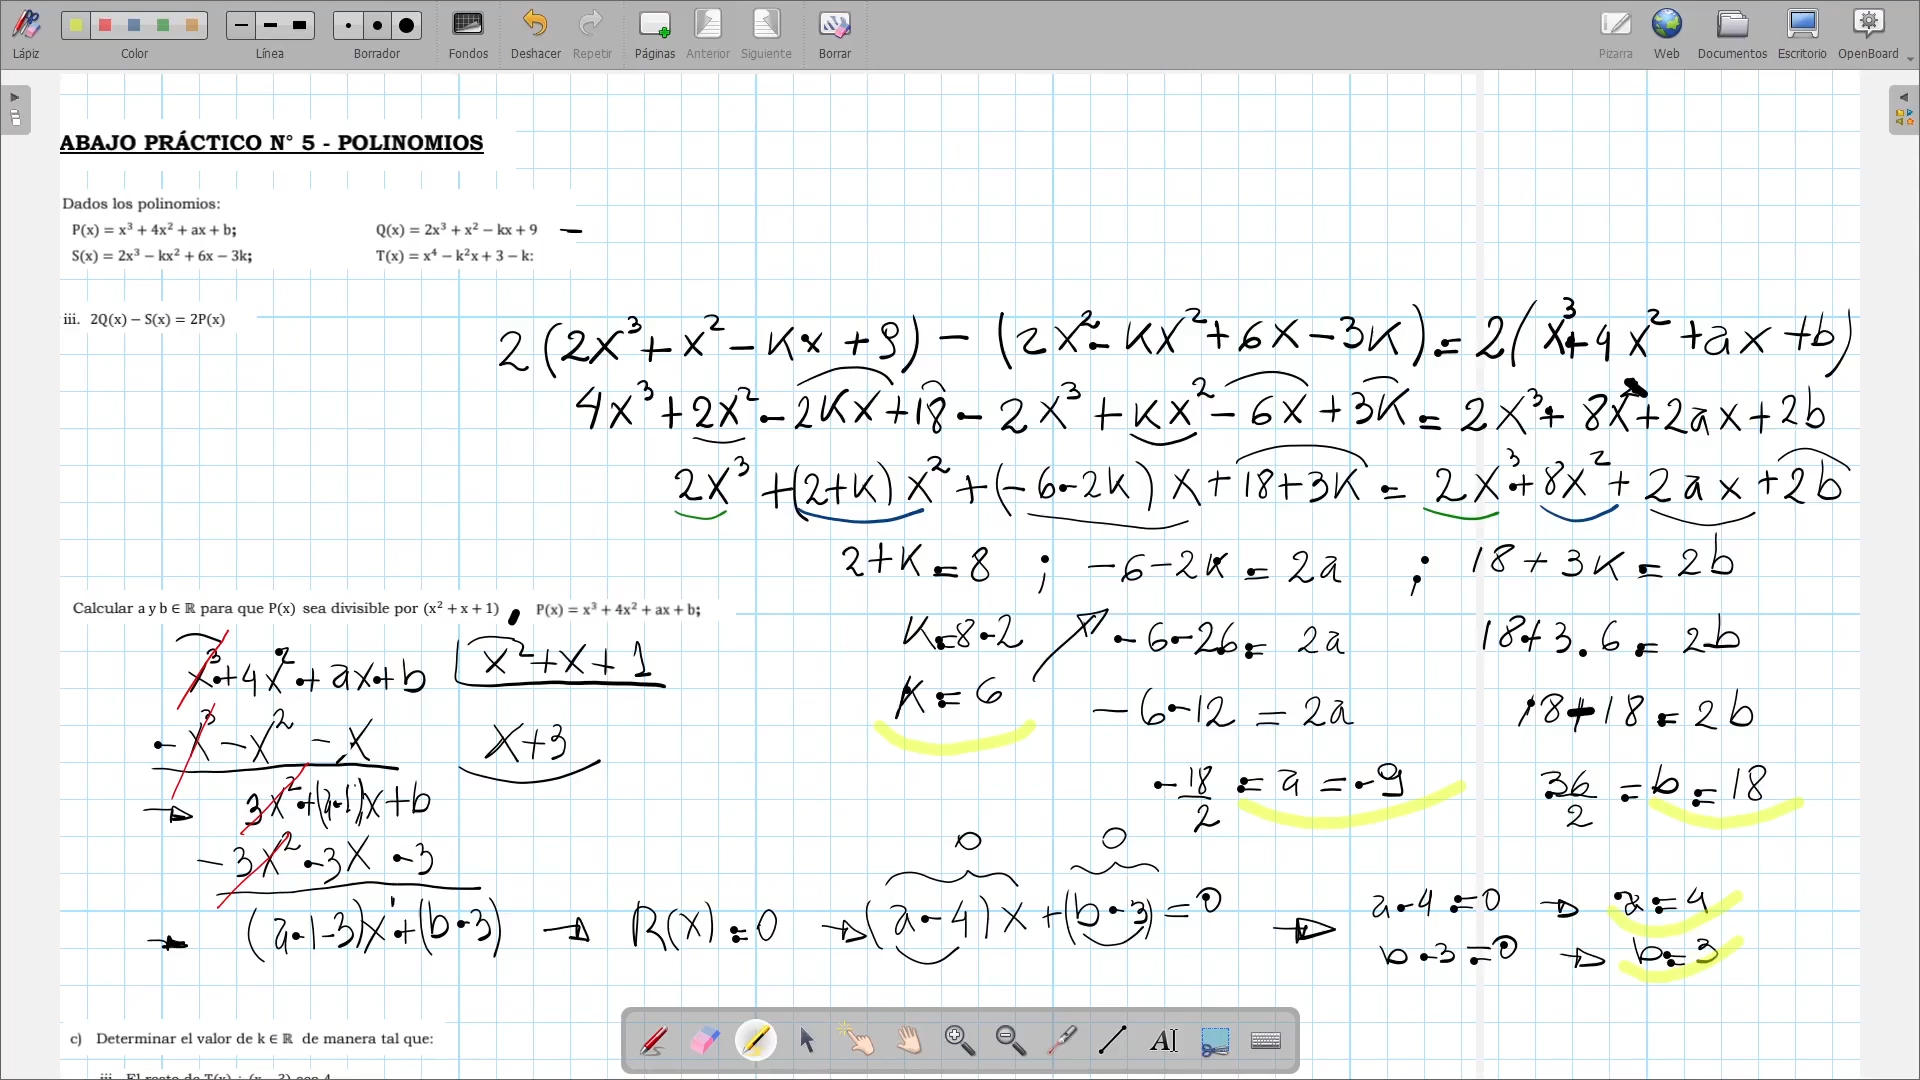 Lápiz Color Línea Borrador Fondos Deshacer Repetir Páginas Anterior Siguiente Borrar Pizarra Web Documentos Escritorio OpenBoard
ABAJO PRÁCTICO N° 5 - POLINOMIOS
Dados los polinomios:
P(x) = x³ + 4x² + ax + b; Q(x) = 2x³ + x² − kx + 9 –
S(x) = 2x³ − kx² + 6x − 3k; T(x) = x⁴ − k²x + 3 − k:
iii. 2Q(x) − S(x) = 2P(x)
2(2x³ + x² − kx + 9) − (2x² − kx² + 6x − 3k) = 2(x³ + 4x² + ax + b)
4x³ + 2x² − 2kx + 18 − 2x³ + kx² − 6x + 3k = 2x³ + 8x + 2ax + 2b
2x³ + (2+k)x² + (−6−2k)x + 18 + 3k = 2x³ + 8x² + 2ax + 2b
2+k = 8 ; −6−2k = 2a ; 18 + 3k = 2b
k = 8−2 −6−26 = 2a 18+3.6 = 2b
k = 6 −6−12 = 2a 18+18 = 2b
−18/2 = a = −9 36/2 = b = 18
Calcular a y b ∈ ℝ para que P(x) sea divisible por (x² + x + 1) P(x) = x³ + 4x² + ax + b;
x³ + 4x² + ax + b x² + x + 1
−x³ − x² − x x+3
3x² + (a−1)x + b
−3x² − 3x − 3
0 0
(a−1−3)x + (b−3) → R(x) = 0 → (a−4)x + (b−3) = 0 → a−4 = 0 → a = 4
b−3 = 0 → b = 3
c) Determinar el valor de k ∈ ℝ de manera tal que: